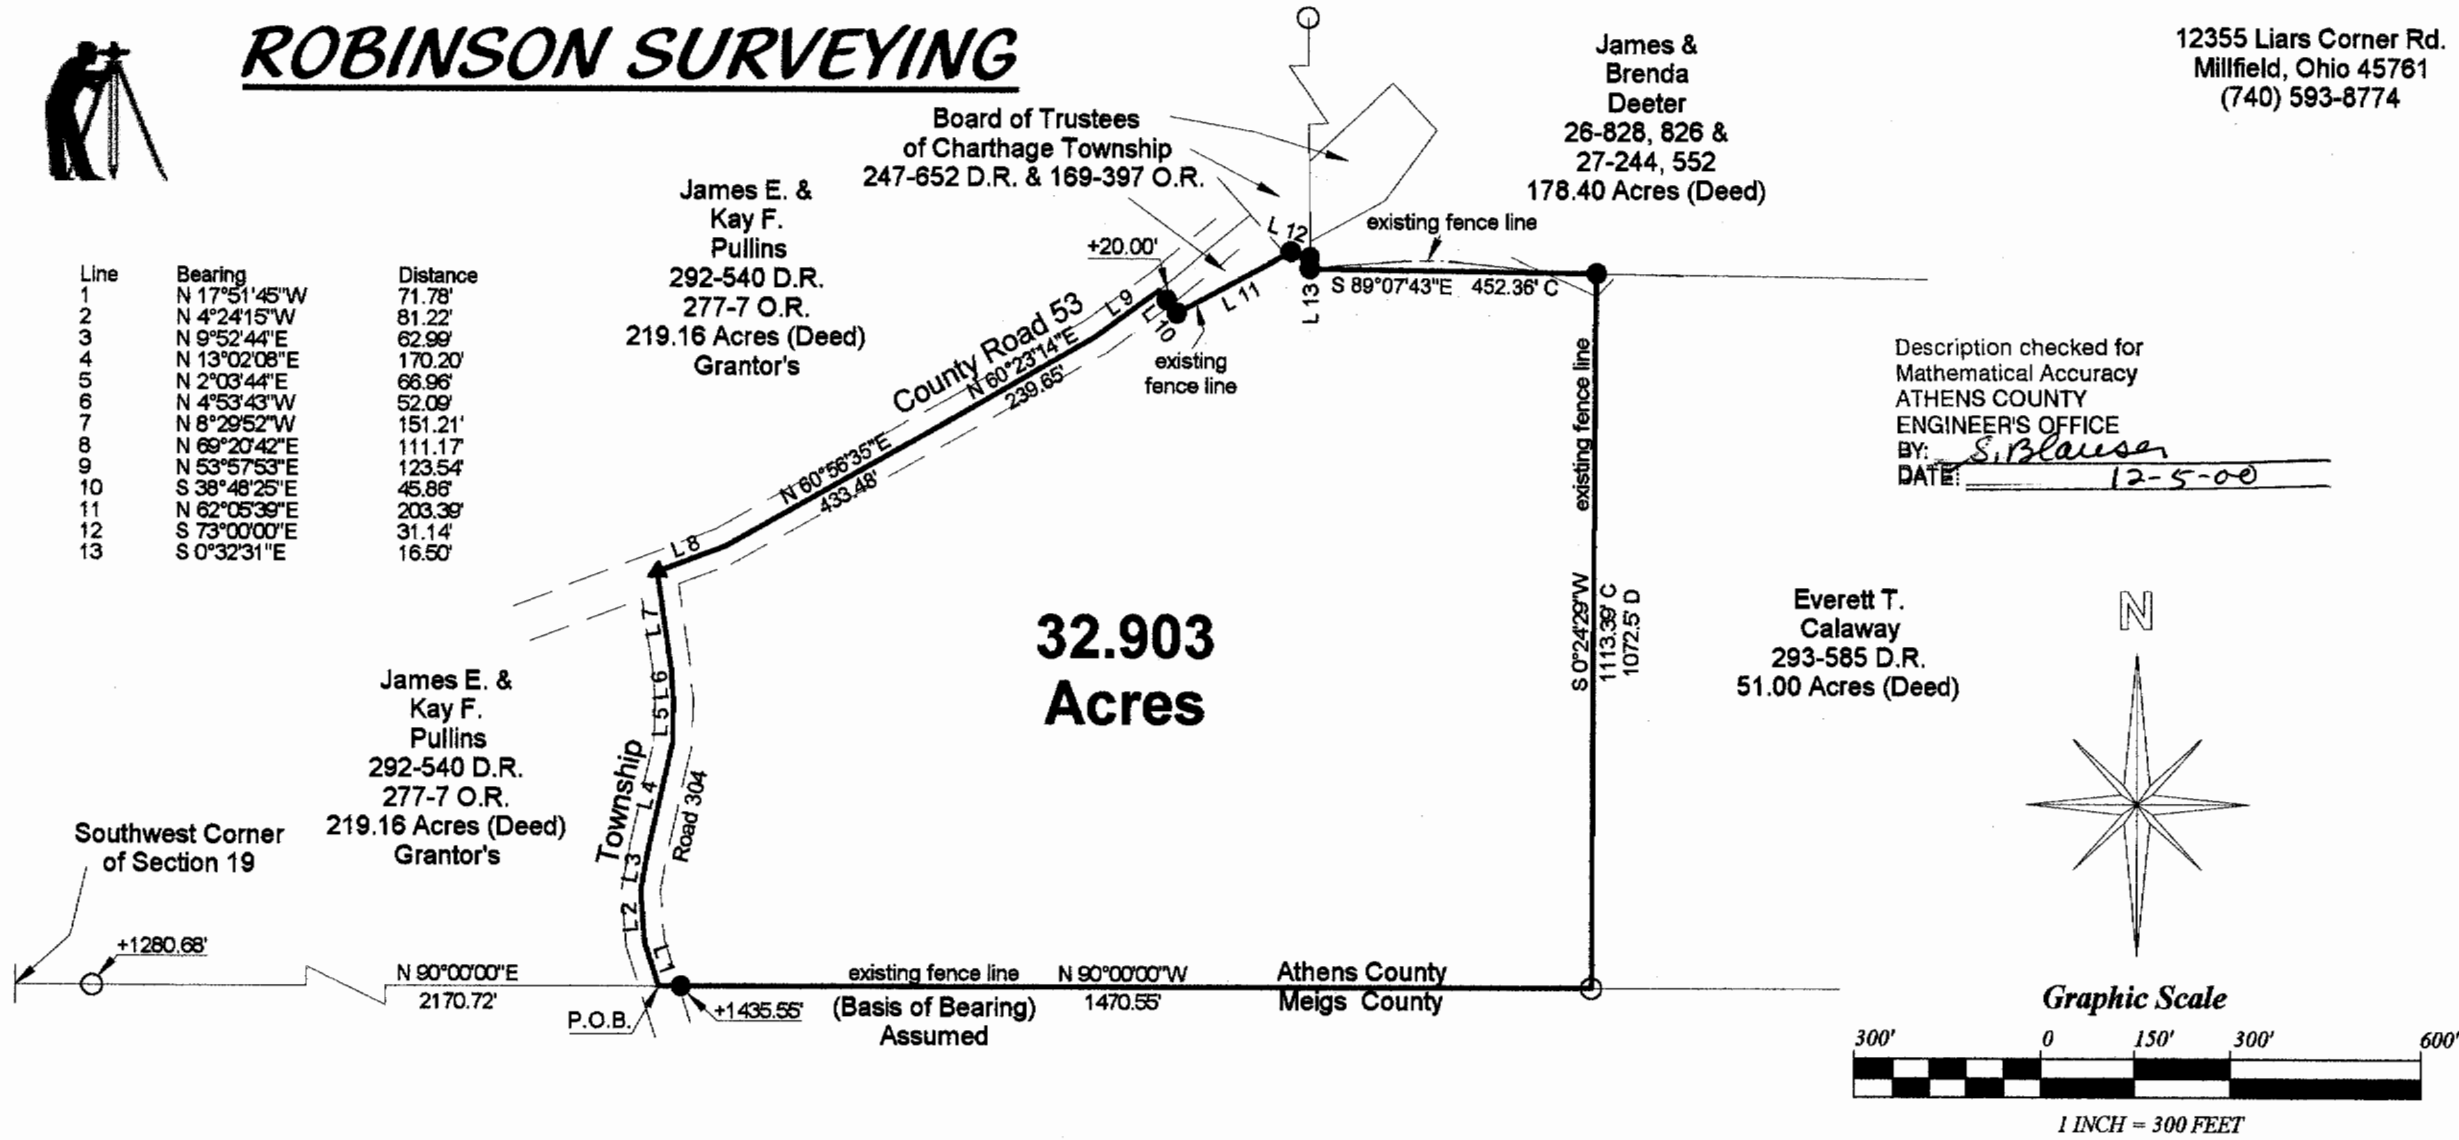 ROBINSON SURVEYING
12355 Liars Corner Rd.
Millfield, Ohio 45761
(740) 593-8774
James &
Brenda
Deeter
26-828, 826 &
27-244, 552
178.40 Acres (Deed)
Board of Trustees
of Charthage Township
247-652 D.R. & 169-397 O.R.
James E. &
Kay F.
Pullins
292-540 D.R.
277-7 O.R.
219.16 Acres (Deed)
Grantor's
Line Bearing Distance
1 N 17°51'45"W 71.78'
2 N 4°24'15"W 81.22'
3 N 9°52'44"E 62.99'
4 N 13°02'08"E 170.20'
5 N 2°03'44"E 66.96'
6 N 4°53'43"W 52.09'
7 N 8°29'52"W 151.21'
8 N 69°20'42"E 111.17'
9 N 53°57'53"E 123.54'
10 S 38°48'25"E 45.86'
11 N 62°05'39"E 203.39'
12 S 73°00'00"E 31.14'
13 S 0°32'31"E 16.50'
+20.00'
L 12
existing fence line
L 13
S 89°07'43"E 452.36' C
L 9
L 10
L 11
existing
fence line
County Road 53
N 60°23'14"E
239.65'
N 60°56'35"E
433.48'
L 8
existing fence line
Description checked for
Mathematical Accuracy
ATHENS COUNTY
ENGINEER'S OFFICE
BY: S. Blauser
DATE: 12-5-00
32.903
Acres
S 0°24'29"W
1113.39' C
1072.5' D
Everett T.
Calaway
293-585 D.R.
51.00 Acres (Deed)
N
L 7
L 6
L 5
L 4
L 3
L 2
L 1
Township
Road 304
James E. &
Kay F.
Pullins
292-540 D.R.
277-7 O.R.
219.16 Acres (Deed)
Grantor's
Southwest Corner
of Section 19
+1280.68'
N 90°00'00"E
2170.72'
P.O.B.
+1435.55'
existing fence line
(Basis of Bearing)
Assumed
N 90°00'00"W
1470.55'
Athens County
Meigs County
Graphic Scale
300' 0 150' 300' 600'
1 INCH = 300 FEET